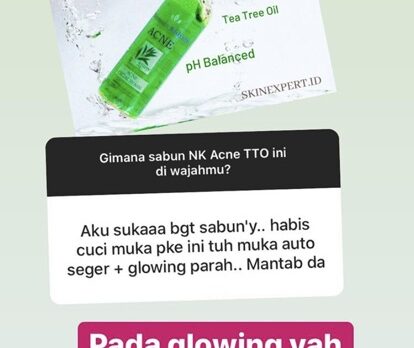 Tea Tree Oil
ACNE
pH Balanced
SKINEXPERT.ID
Gimana sabun NK Acne TTO ini
di wajahmu?
Aku sukaaa bgt sabun'y.. habis
cuci muka pke ini tuh muka auto
seger + glowing parah.. Mantab da
Pada glowing yah